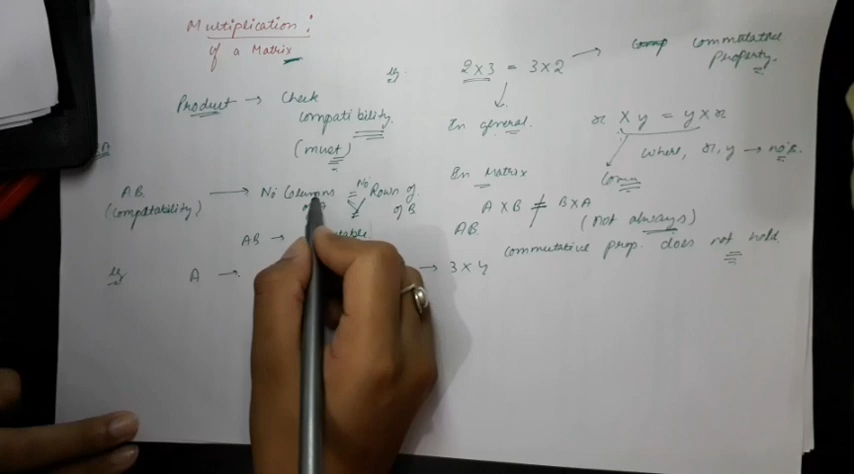 Multiplication:
of a Matrix
Product → Check
compatibility.
(must)
AB → No Columns = No Rows of
(compatability) of B
AB →
eg A → → 3 x 4
eg. 2 x 3 = 3 x 2 → commutative
property.
In general. x X y = y x x
where, x, y → no's.
Comm
In Matrix
A x B ≠ B x A
(not always)
AB
commutative prop. does not hold.